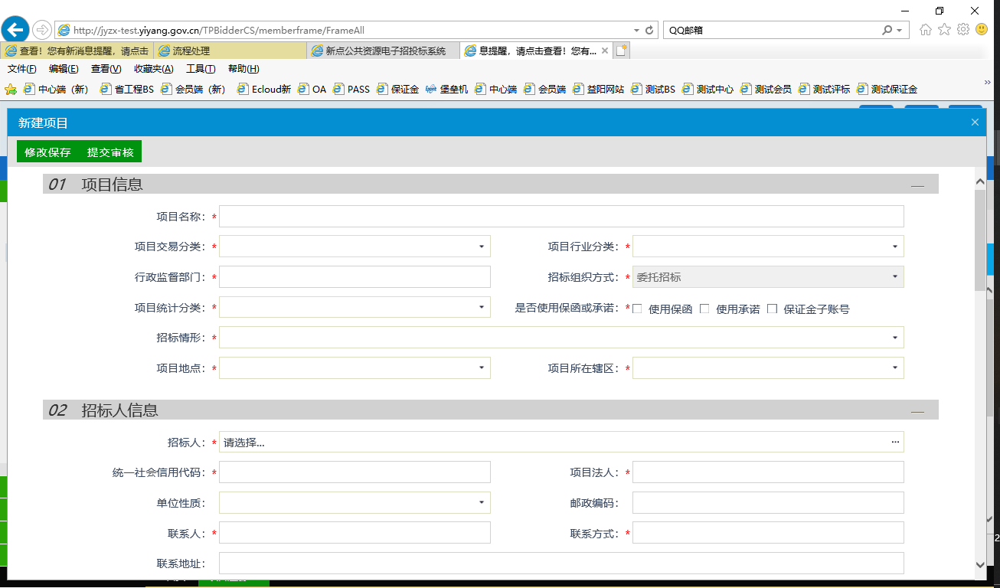 http://jyzx-test.yiyang.gov.cn/TPBidderCS/memberframe/FrameAll QQ邮箱
查看！您有新消息提醒，请点击 流程处理 新点公共资源电子招投标系统 息提醒，请点击查看！您有...
文件(F) 编辑(E) 查看(V) 收藏夹(A) 工具(T) 帮助(H)
中心端（新） 省工程BS 会员端（新） Ecloud新 OA PASS 保证金 堡垒机 中心端 会员端 益阳网站 测试BS 测试中心 测试会员 测试评标 测试保证金
新建项目
修改保存 提交审核
01 项目信息
项目名称：*
项目交易分类：* 项目行业分类：*
行政监督部门：* 招标组织方式：* 委托招标
项目统计分类：* 是否使用保函或承诺：* 使用保函 使用承诺 保证金子账号
招标情形：*
项目地点：* 项目所在辖区：*
02 招标人信息
招标人：* 请选择... ...
统一社会信用代码：* 项目法人：*
单位性质： 邮政编码：
联系人：* 联系方式：*
联系地址：
2